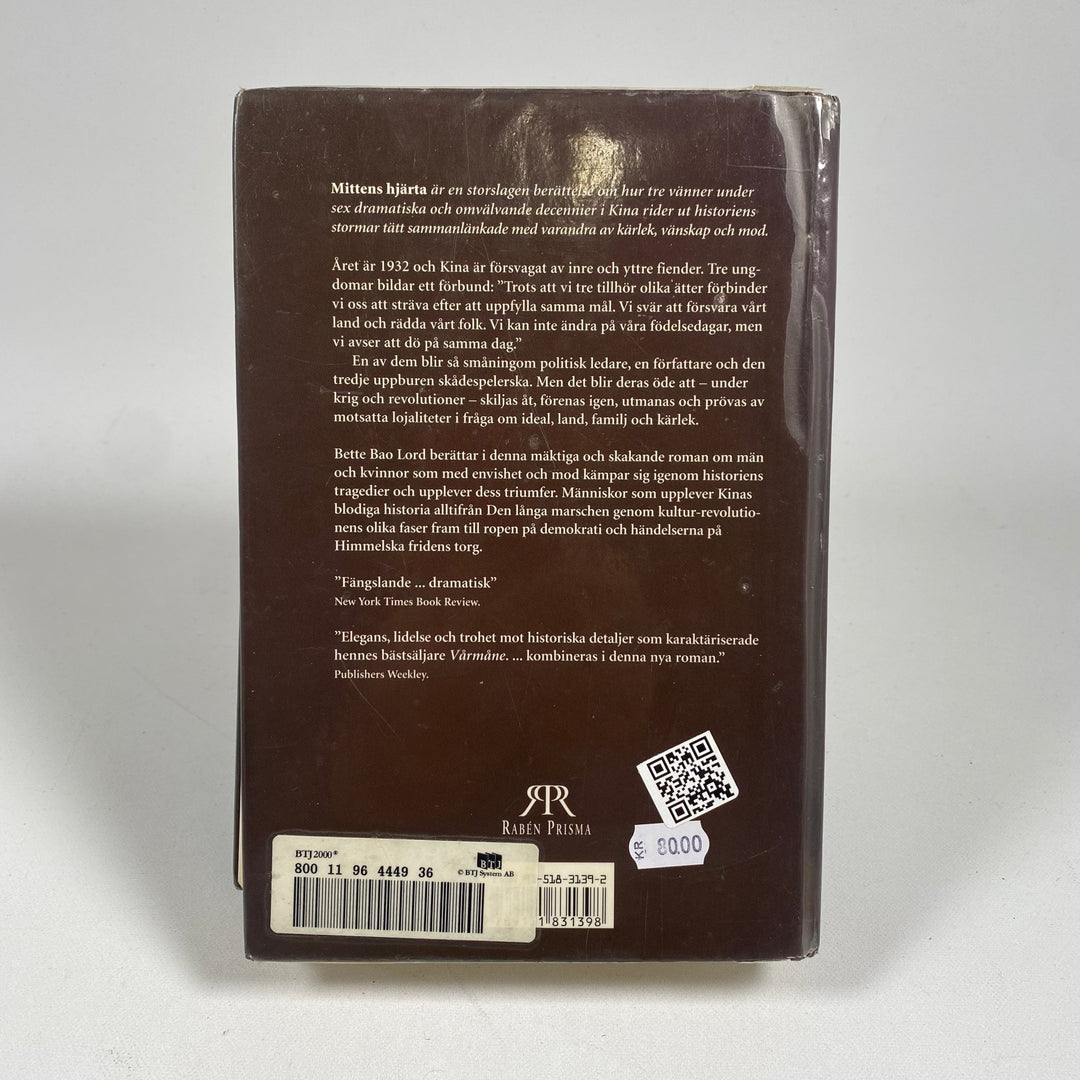 Mittens hjärta är en storslagen berättelse om hur tre vänner under
sex dramatiska och omvälvande decennier i Kina rider ut historiens
stormar tätt sammanlänkade med varandra av kärlek, vänskap och mod.
Året är 1932 och Kina är försvagat av inre och yttre fiender. Tre ung-
domar bildar ett förbund: ”Trots att vi tre tillhör olika ätter förbinder
vi oss att sträva efter att uppfylla samma mål. Vi svär att försvara vårt
land och rädda vårt folk. Vi kan inte ändra på våra födelsedagar, men
vi avser att dö på samma dag.”
En av dem blir så småningom politisk ledare, en författare och den
tredje uppburen skådespelerska. Men det blir deras öde att – under
krig och revolutioner – skiljas åt, förenas igen, utmanas och prövas av
motsatta lojaliteter i fråga om ideal, land, familj och kärlek.
Bette Bao Lord berättar i denna mäktiga och skakande roman om män
och kvinnor som med envishet och mod kämpar sig igenom historiens
tragedier och upplever dess triumfer. Människor som upplever Kinas
blodiga historia alltifrån Den långa marschen genom kultur-revolutio-
nens olika faser fram till ropen på demokrati och händelserna på
Himmelska fridens torg.
”Fängslande ... dramatisk”
New York Times Book Review.
”Elegans, lidelse och trohet mot historiska detaljer som karaktäriserade
hennes bästsäljare Vårmåne. ... kombineras i denna nya roman.”
Publishers Weekley.
RPR
RABÉN PRISMA
KR 80.00
BTJ 2000®
800 11 96 4449 36
BTJ
© BTJ System AB
-518-3139-2
1 831398